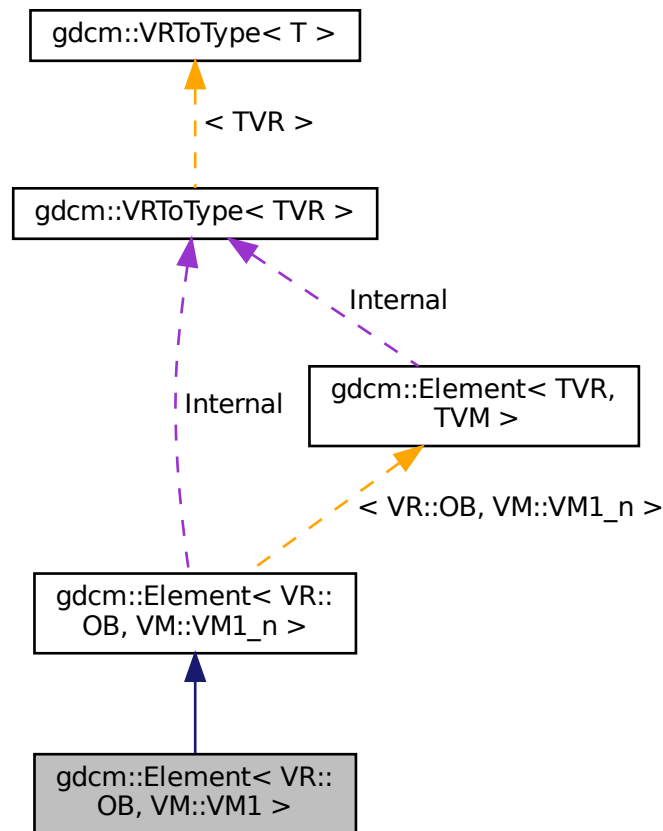 gdcm::VRToType< T >
< TVR >
gdcm::VRToType< TVR >
Internal
gdcm::Element< TVR,
TVM >
Internal
< VR::OB, VM::VM1_n >
gdcm::Element< VR::
OB, VM::VM1_n >
gdcm::Element< VR::
OB, VM::VM1 >